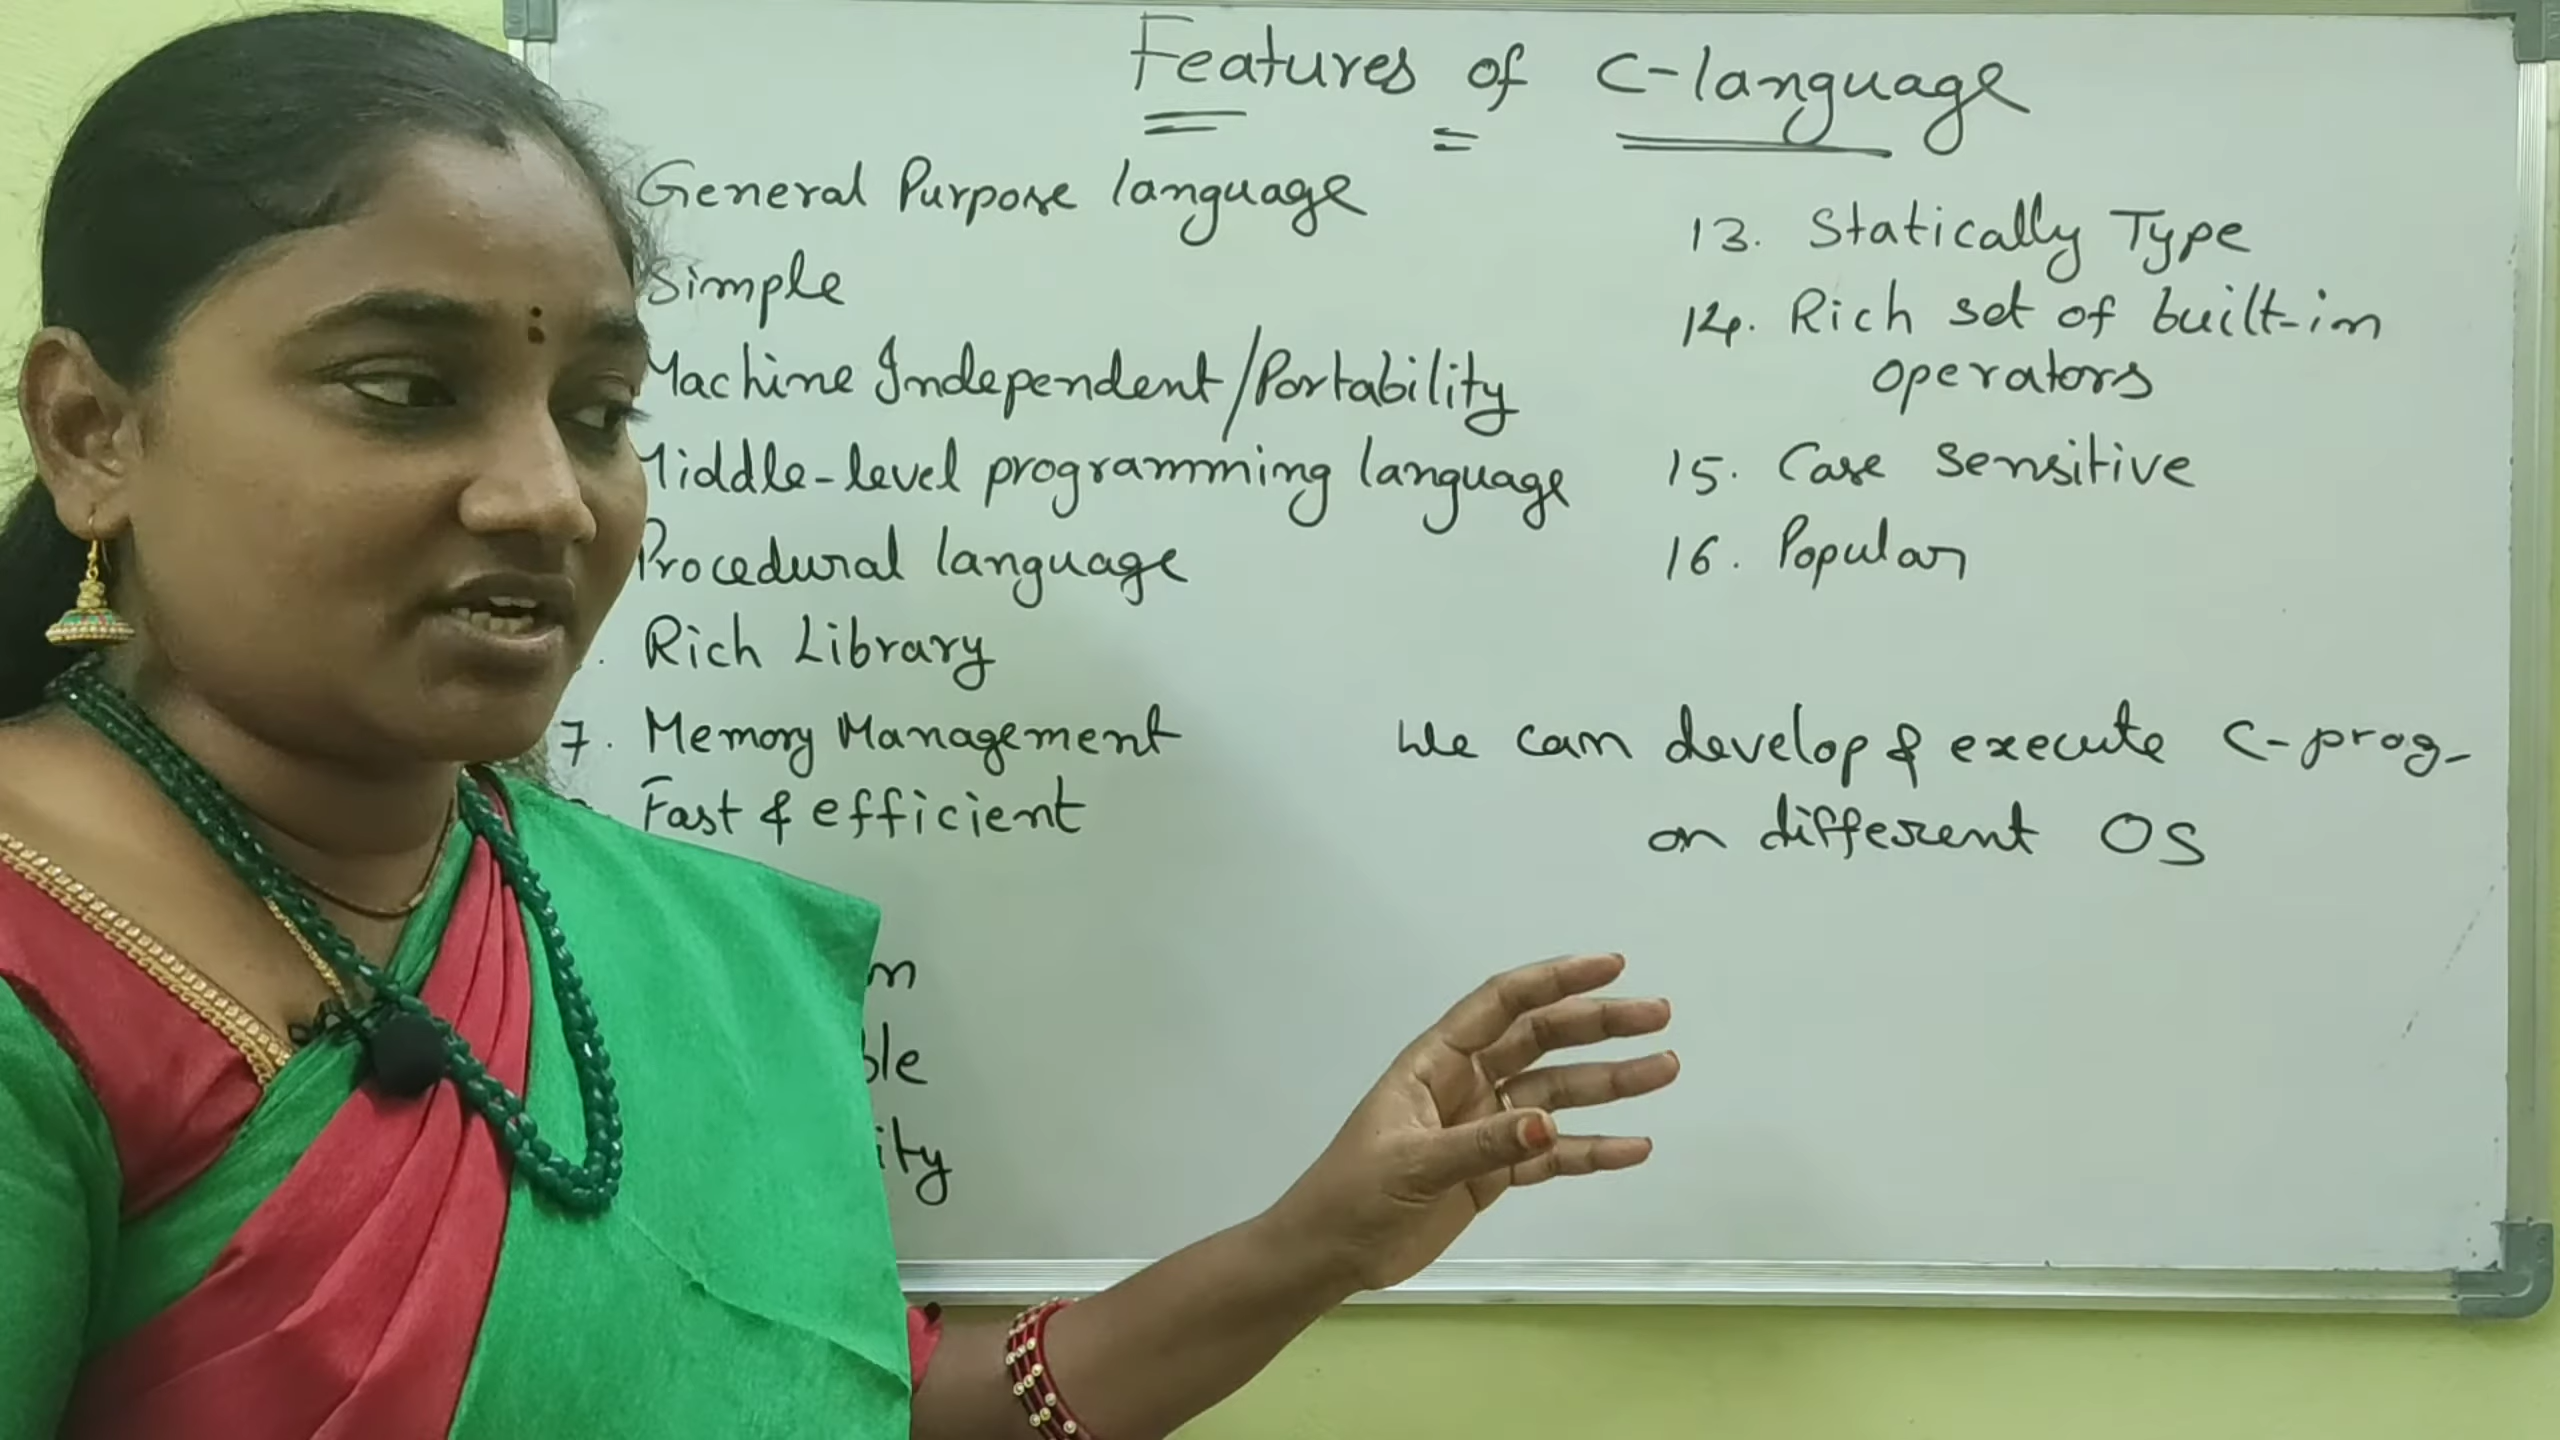 Features of C-language
General Purpose language
Simple
Machine Independent/Portability
Middle-level programming language
Procedural language
. Rich Library
7. Memory Management
Fast & efficient
13. Statically Type
14. Rich set of built-in
operators
15. Case Sensitive
16. Popular
We can develop & execute C-prog-
on different OS